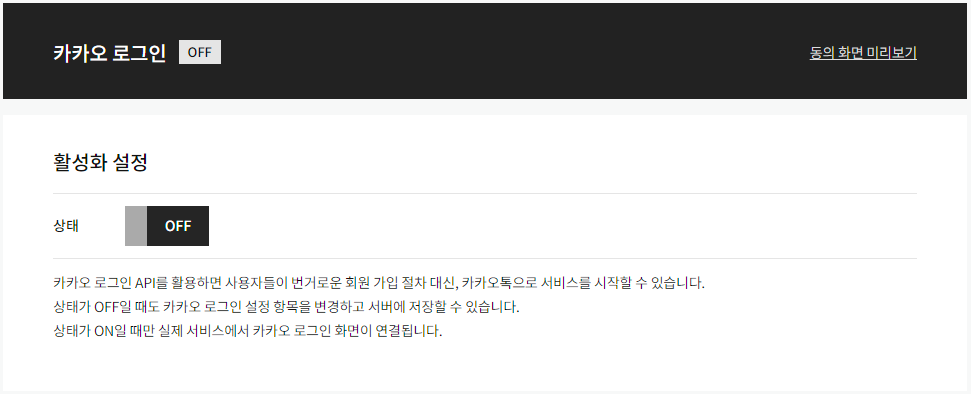 카카오 로그인 OFF 동의 화면 미리보기
활성화 설정
상태 OFF
카카오 로그인 API를 활용하면 사용자들이 번거로운 회원 가입 절차 대신, 카카오톡으로 서비스를 시작할 수 있습니다.
상태가 OFF일 때도 카카오 로그인 설정 항목을 변경하고 서버에 저장할 수 있습니다.
상태가 ON일 때만 실제 서비스에서 카카오 로그인 화면이 연결됩니다.